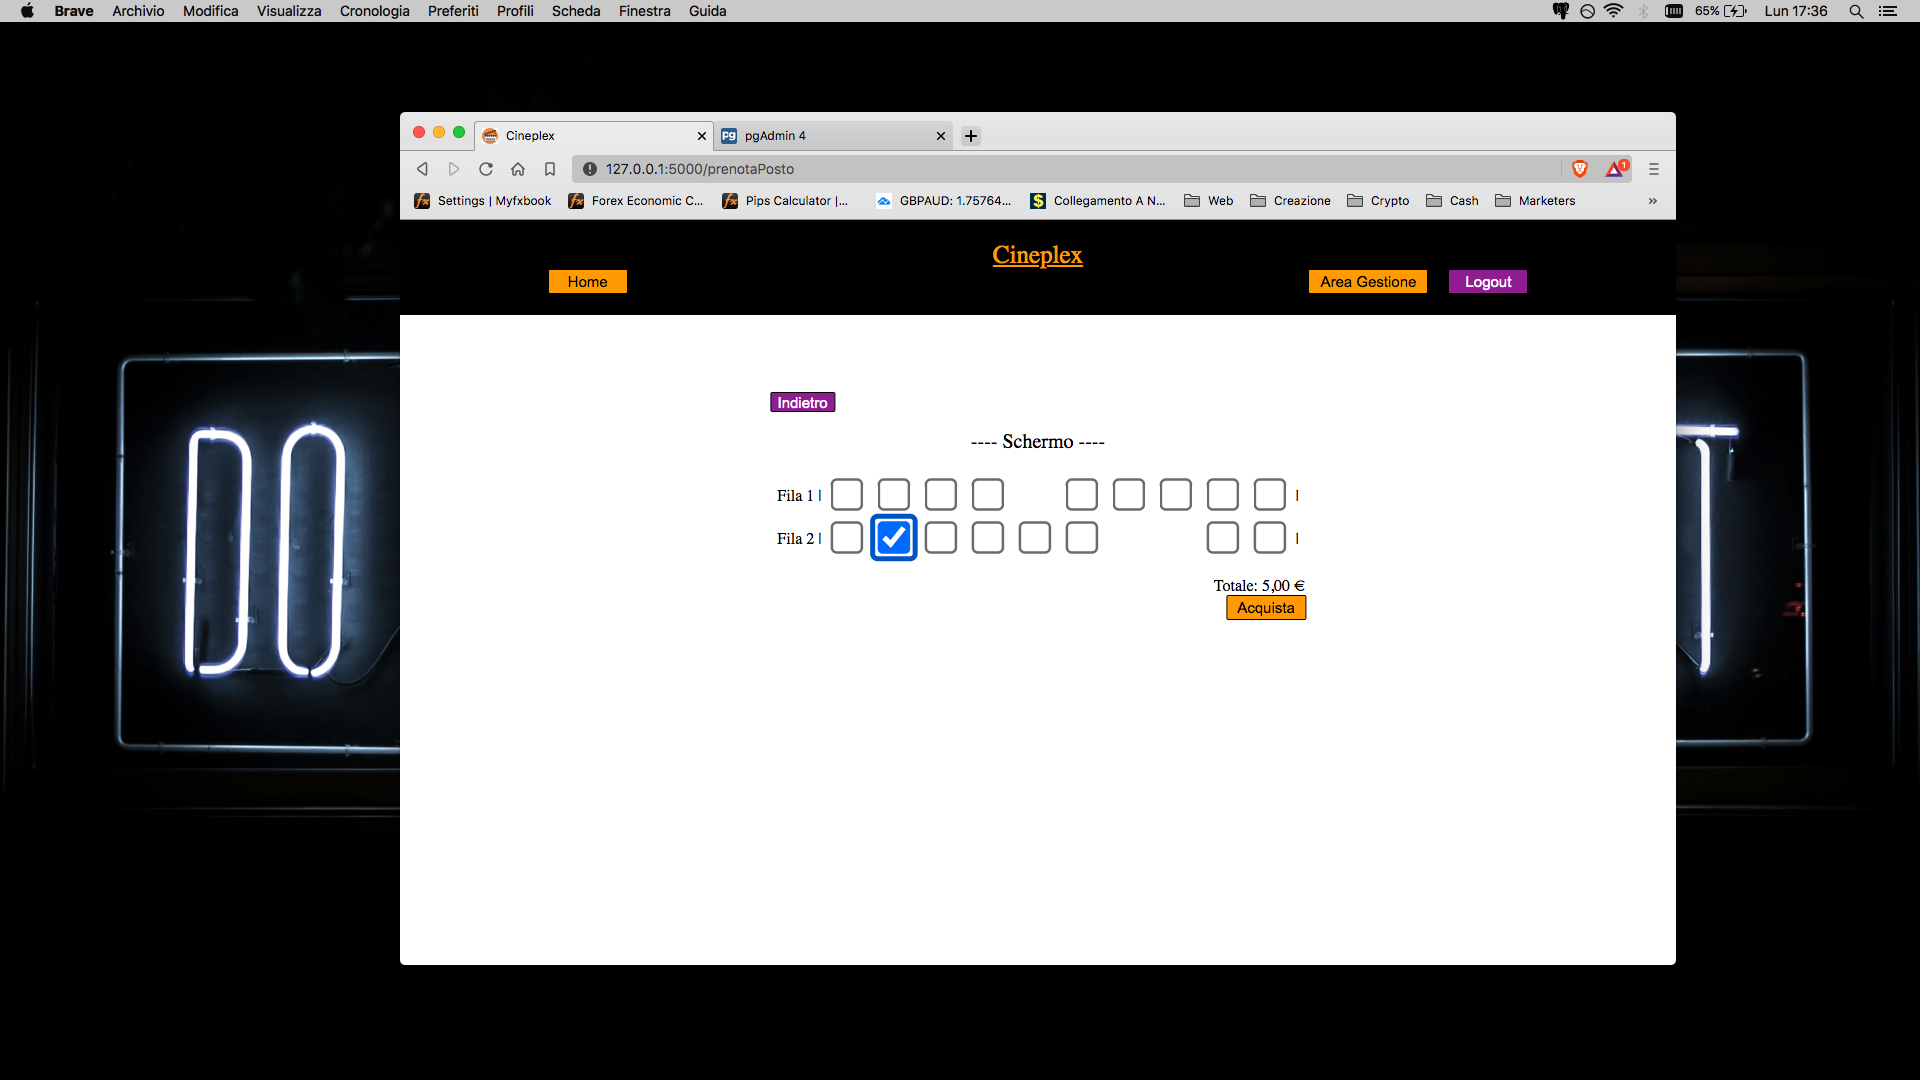 Brave Archivio Modifica Visualizza Cronologia Preferiti Profili Scheda Finestra Guida 65% Lun 17:36
Cineplex pgAdmin 4
127.0.0.1:5000/prenotaPosto 1
Settings | Myfxbook Forex Economic C... Pips Calculator |... GBPAUD: 1.75764... Collegamento A N... Web Creazione Crypto Cash Marketers »
Cineplex
Home Area Gestione Logout
Indietro
---- Schermo ----
Fila 1 | |
Fila 2 | |
Totale: 5,00 €
Acquista
DO